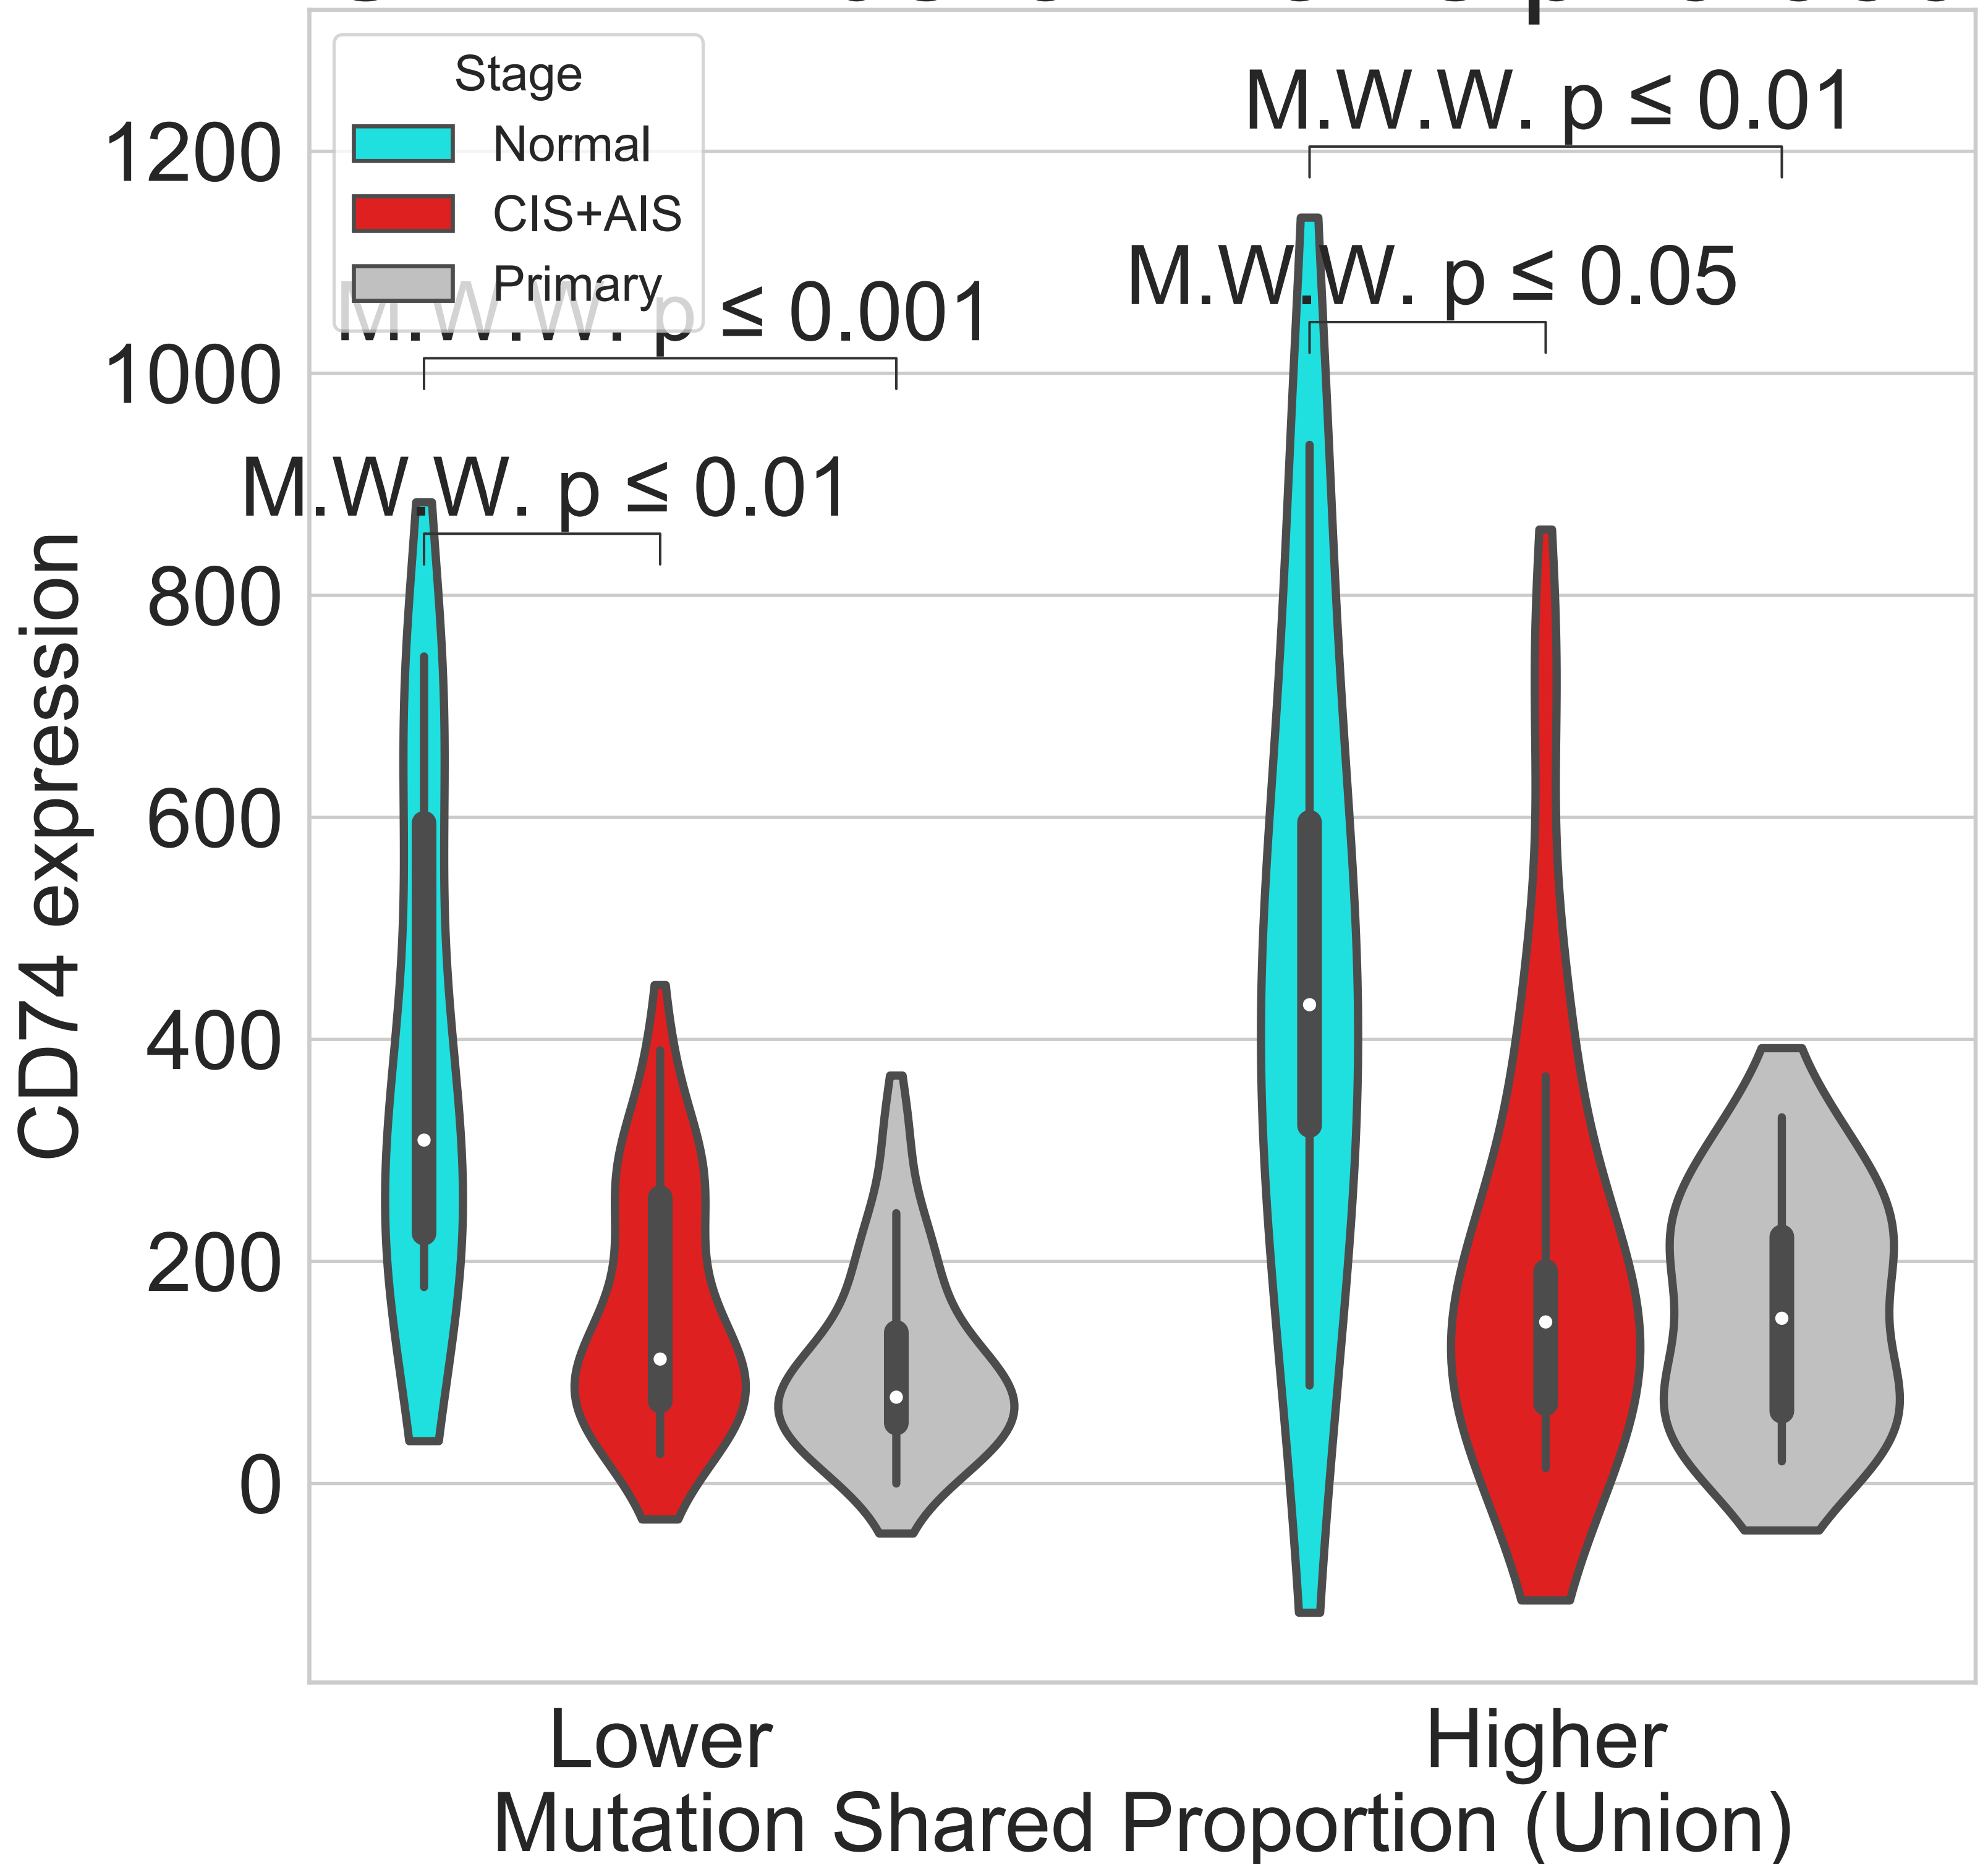 Stage
Normal
CIS+AIS
Primary
M.W.W. p ≤ 0.01
M.W.W. p ≤ 0.05
M.W.W. p ≤ 0.001
M.W.W. p ≤ 0.01
1200
1000
800
600
400
200
0
CD74 expression
Lower
Higher
Mutation Shared Proportion (Union)